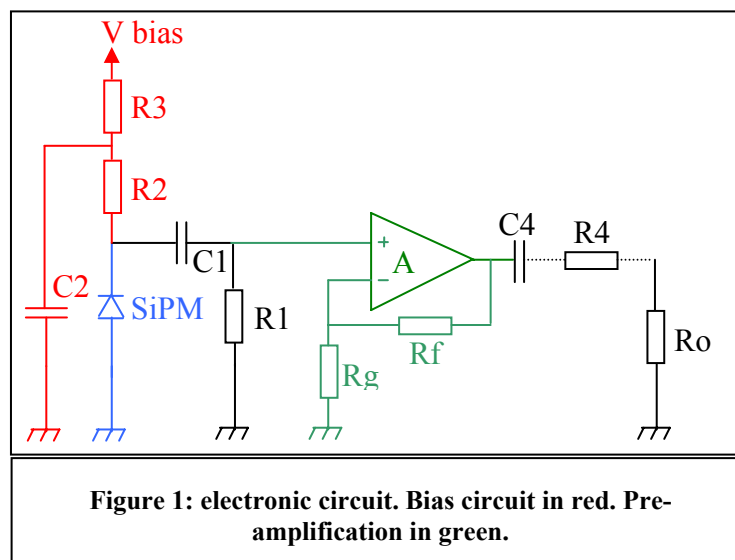 V bias
R3
R2
C2
SiPM
C1
R1
+
A
−
Rf
Rg
C4
R4
Ro
Figure 1: electronic circuit. Bias circuit in red. Pre-
amplification in green.